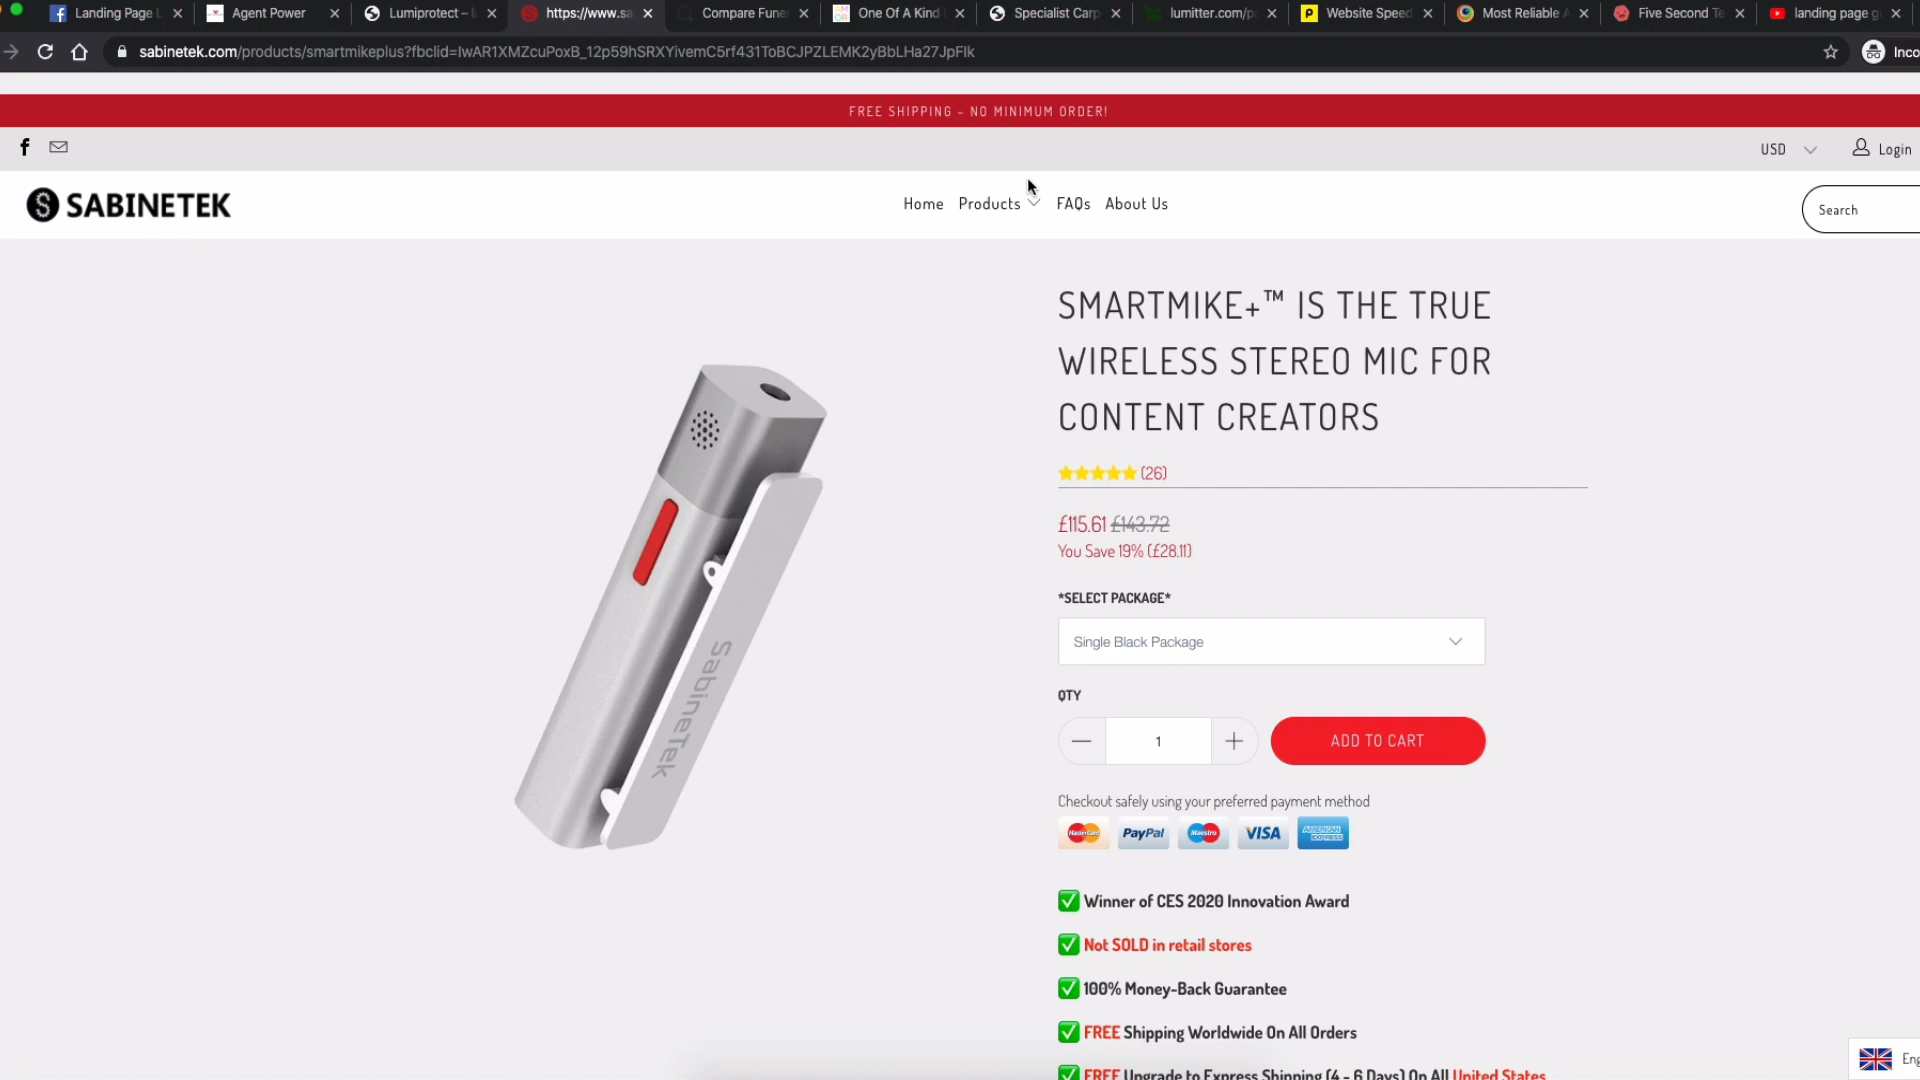 Landing Page L
Agent Power
Lumiprotect –
https://www.sa
Compare Fune
One Of A Kind
Specialist Carp
lumitter.com/p
Website Speed
Most Reliable A
Five Second Te
landing page g
sabinetek.com/products/smartmikeplus?fbclid=IwAR1XMZcuPoxB_12p59hSRXYivemC5rf431ToBCJPZLEMK2yBbLHa27JpFlk
Inco
FREE SHIPPING - NO MINIMUM ORDER!
USD
Login
SABINETEK
Home Products FAQs About Us
Search
SMARTMIKE+™ IS THE TRUE
WIRELESS STEREO MIC FOR
CONTENT CREATORS
(26)
£115.61 £143.72
You Save 19% (£28.11)
*SELECT PACKAGE*
Single Black Package
QTY
1
ADD TO CART
Checkout safely using your preferred payment method
MasterCard PayPal Maestro VISA AMERICAN EXPRESS
SabineTek
Winner of CES 2020 Innovation Award
Not SOLD in retail stores
100% Money-Back Guarantee
FREE Shipping Worldwide On All Orders
FREE Upgrade to Express Shipping (4 - 6 Days) On All United States
Eng